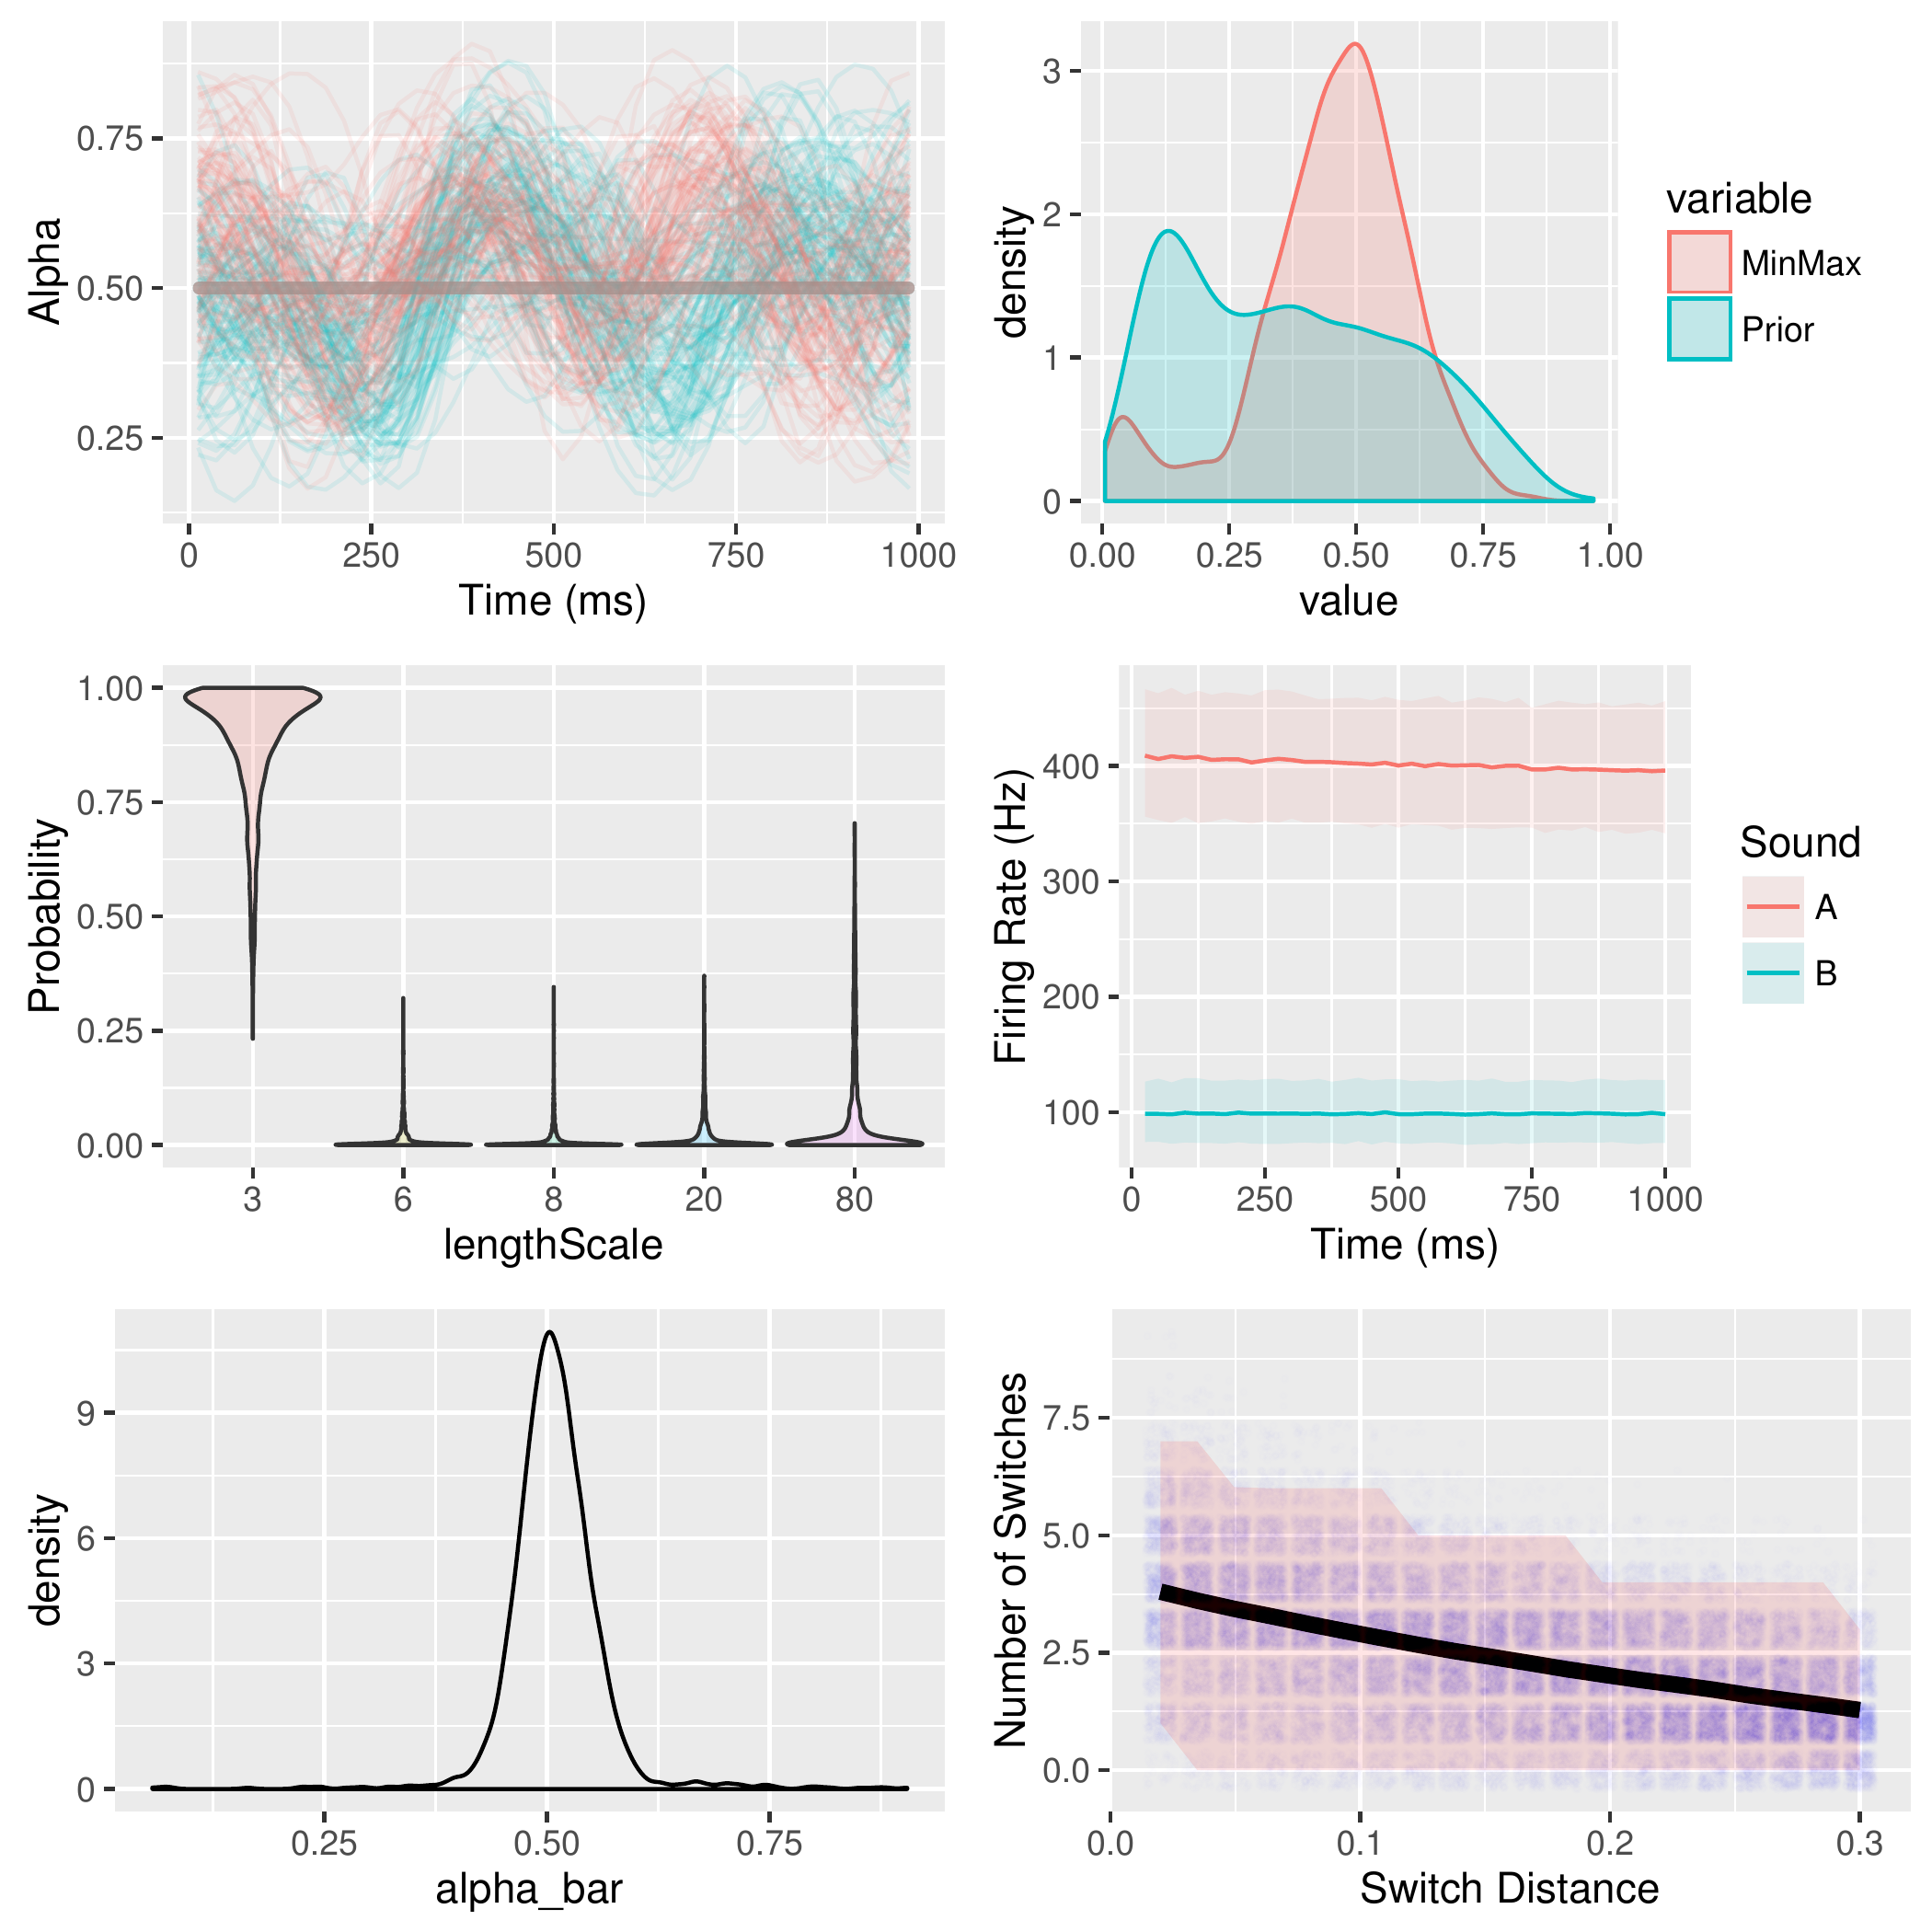 Alpha
0.75
0.50
0.25
0 250 500 750 1000
Time (ms)
density
3
2
1
0
0.00 0.25 0.50 0.75 1.00
value
variable
MinMax
Prior
Probability
1.00
0.75
0.50
0.25
0.00
3 6 8 20 80
lengthScale
Firing Rate (Hz)
400
300
200
100
0 250 500 750 1000
Time (ms)
Sound
A
B
density
9
6
3
0
0.25 0.50 0.75
alpha_bar
Number of Switches
7.5
5.0
2.5
0.0
0.0 0.1 0.2 0.3
Switch Distance